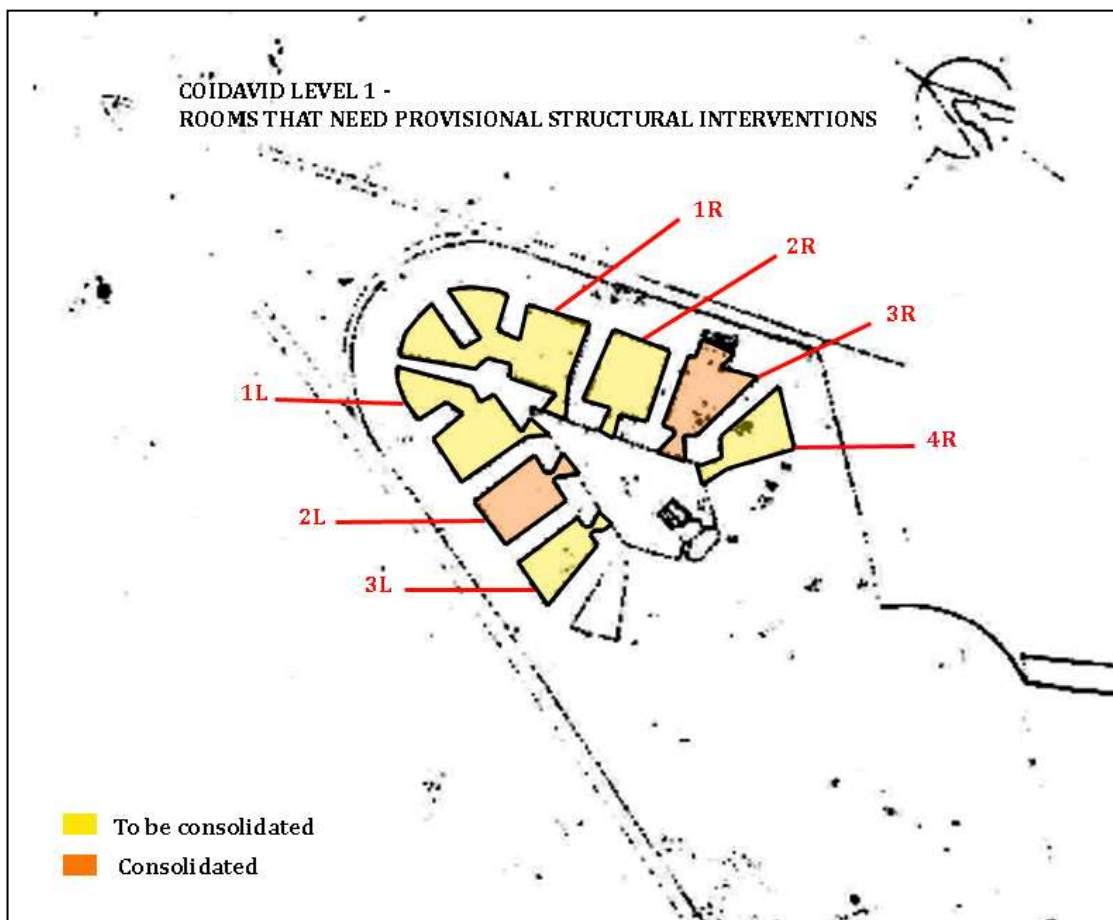 COIDAVID LEVEL 1 -
ROOMS THAT NEED PROVISIONAL STRUCTURAL INTERVENTIONS
1R
2R
3R
1L
4R
2L
3L
To be consolidated
Consolidated